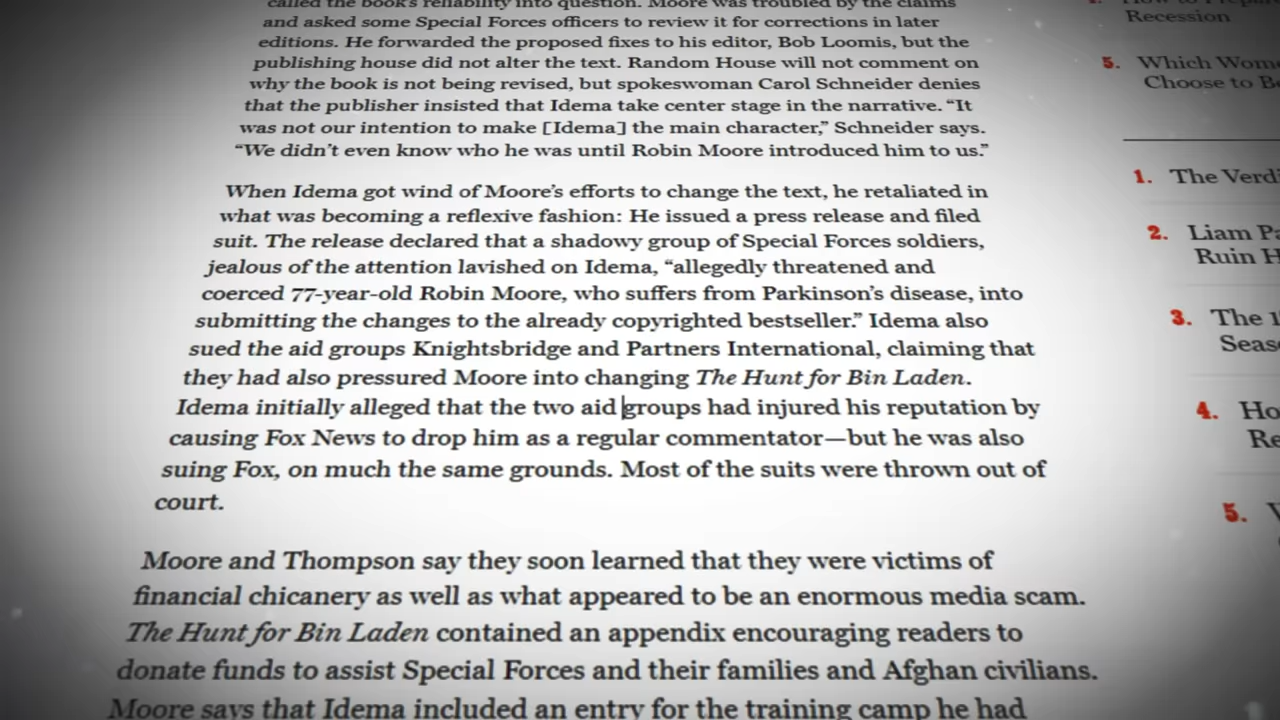 called the book's reliability into question. Moore was troubled by the claims
and asked some Special Forces officers to review it for corrections in later
editions. He forwarded the proposed fixes to his editor, Bob Loomis, but the
publishing house did not alter the text. Random House will not comment on
why the book is not being revised, but spokeswoman Carol Schneider denies
that the publisher insisted that Idema take center stage in the narrative. “It
was not our intention to make [Idema] the main character,” Schneider says.
“We didn’t even know who he was until Robin Moore introduced him to us.”
When Idema got wind of Moore’s efforts to change the text, he retaliated in
what was becoming a reflexive fashion: He issued a press release and filed
suit. The release declared that a shadowy group of Special Forces soldiers,
jealous of the attention lavished on Idema, “allegedly threatened and
coerced 77-year-old Robin Moore, who suffers from Parkinson’s disease, into
submitting the changes to the already copyrighted bestseller.” Idema also
sued the aid groups Knightsbridge and Partners International, claiming that
they had also pressured Moore into changing The Hunt for Bin Laden.
Idema initially alleged that the two aid groups had injured his reputation by
causing Fox News to drop him as a regular commentator—but he was also
suing Fox, on much the same grounds. Most of the suits were thrown out of
court.
Moore and Thompson say they soon learned that they were victims of
financial chicanery as well as what appeared to be an enormous media scam.
The Hunt for Bin Laden contained an appendix encouraging readers to
donate funds to assist Special Forces and their families and Afghan civilians.
Moore says that Idema included an entry for the training camp he had
Recession
5. Which
Choose to
1. The
2. Liam
Ruin
3. The
4.
5.